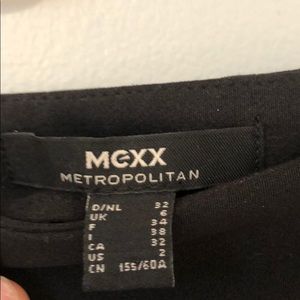 MEXX
METROPOLITAN
D/NL 32
UK 6
F 34
I 38
CA 32
US 2
CN 155/60A